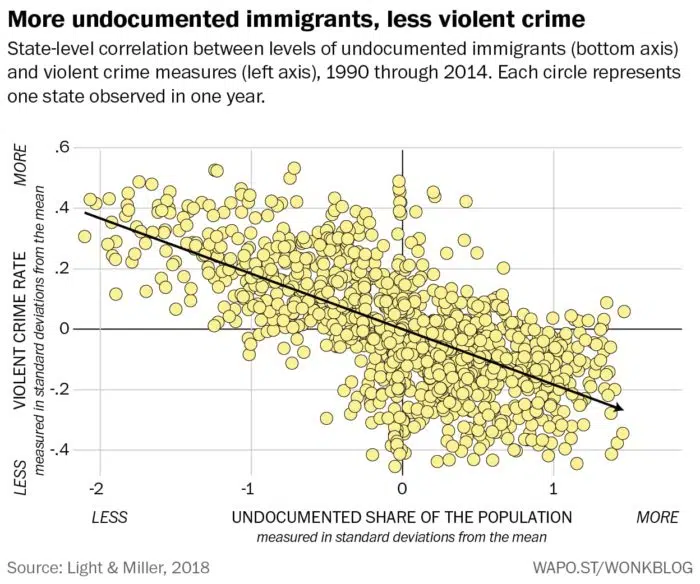 More undocumented immigrants, less violent crime
State-level correlation between levels of undocumented immigrants (bottom axis)
and violent crime measures (left axis), 1990 through 2014. Each circle represents
one state observed in one year.
MORE
VIOLENT CRIME RATE
measured in standard deviations from the mean
LESS
.6
.4
.2
0
-.2
-.4
-2
-1
0
1
LESS
UNDOCUMENTED SHARE OF THE POPULATION
MORE
measured in standard deviations from the mean
Source: Light & Miller, 2018
WAPO.ST/WONKBLOG